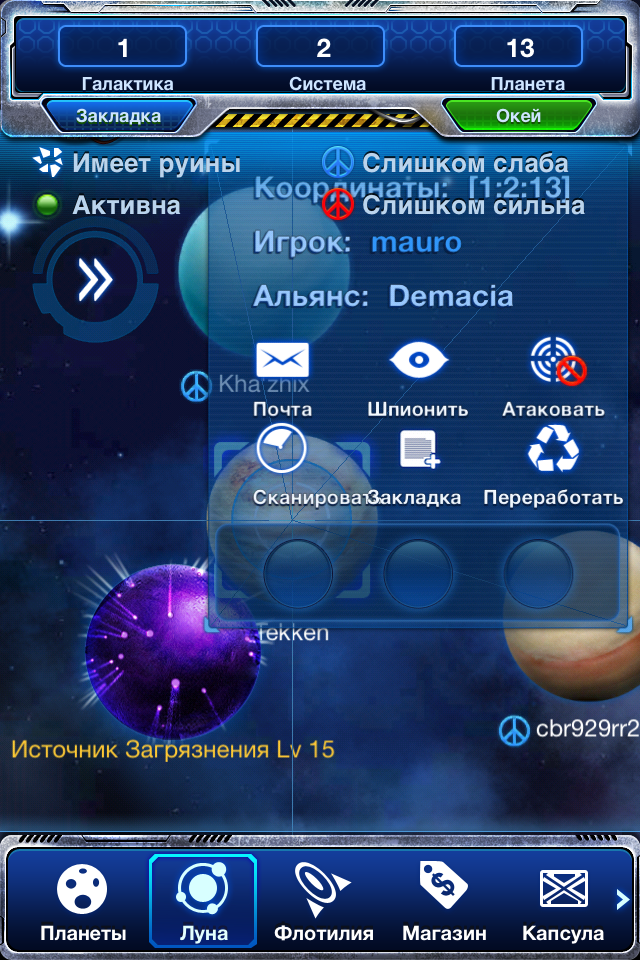 1 2 13
Галактика Система Планета
Закладка Окей
Имеет руины Слишком слаба
Координаты: [1:2:13]
Активна Слишком сильна
Игрок: mauro
Альянс: Demacia
Kha'zhix
Почта Шпионить Атаковать
Сканировать Закладка Переработать
Tekken
cbr929rr2
Источник Загрязнения Lv 15
Планеты Луна Флотилия Магазин Капсула